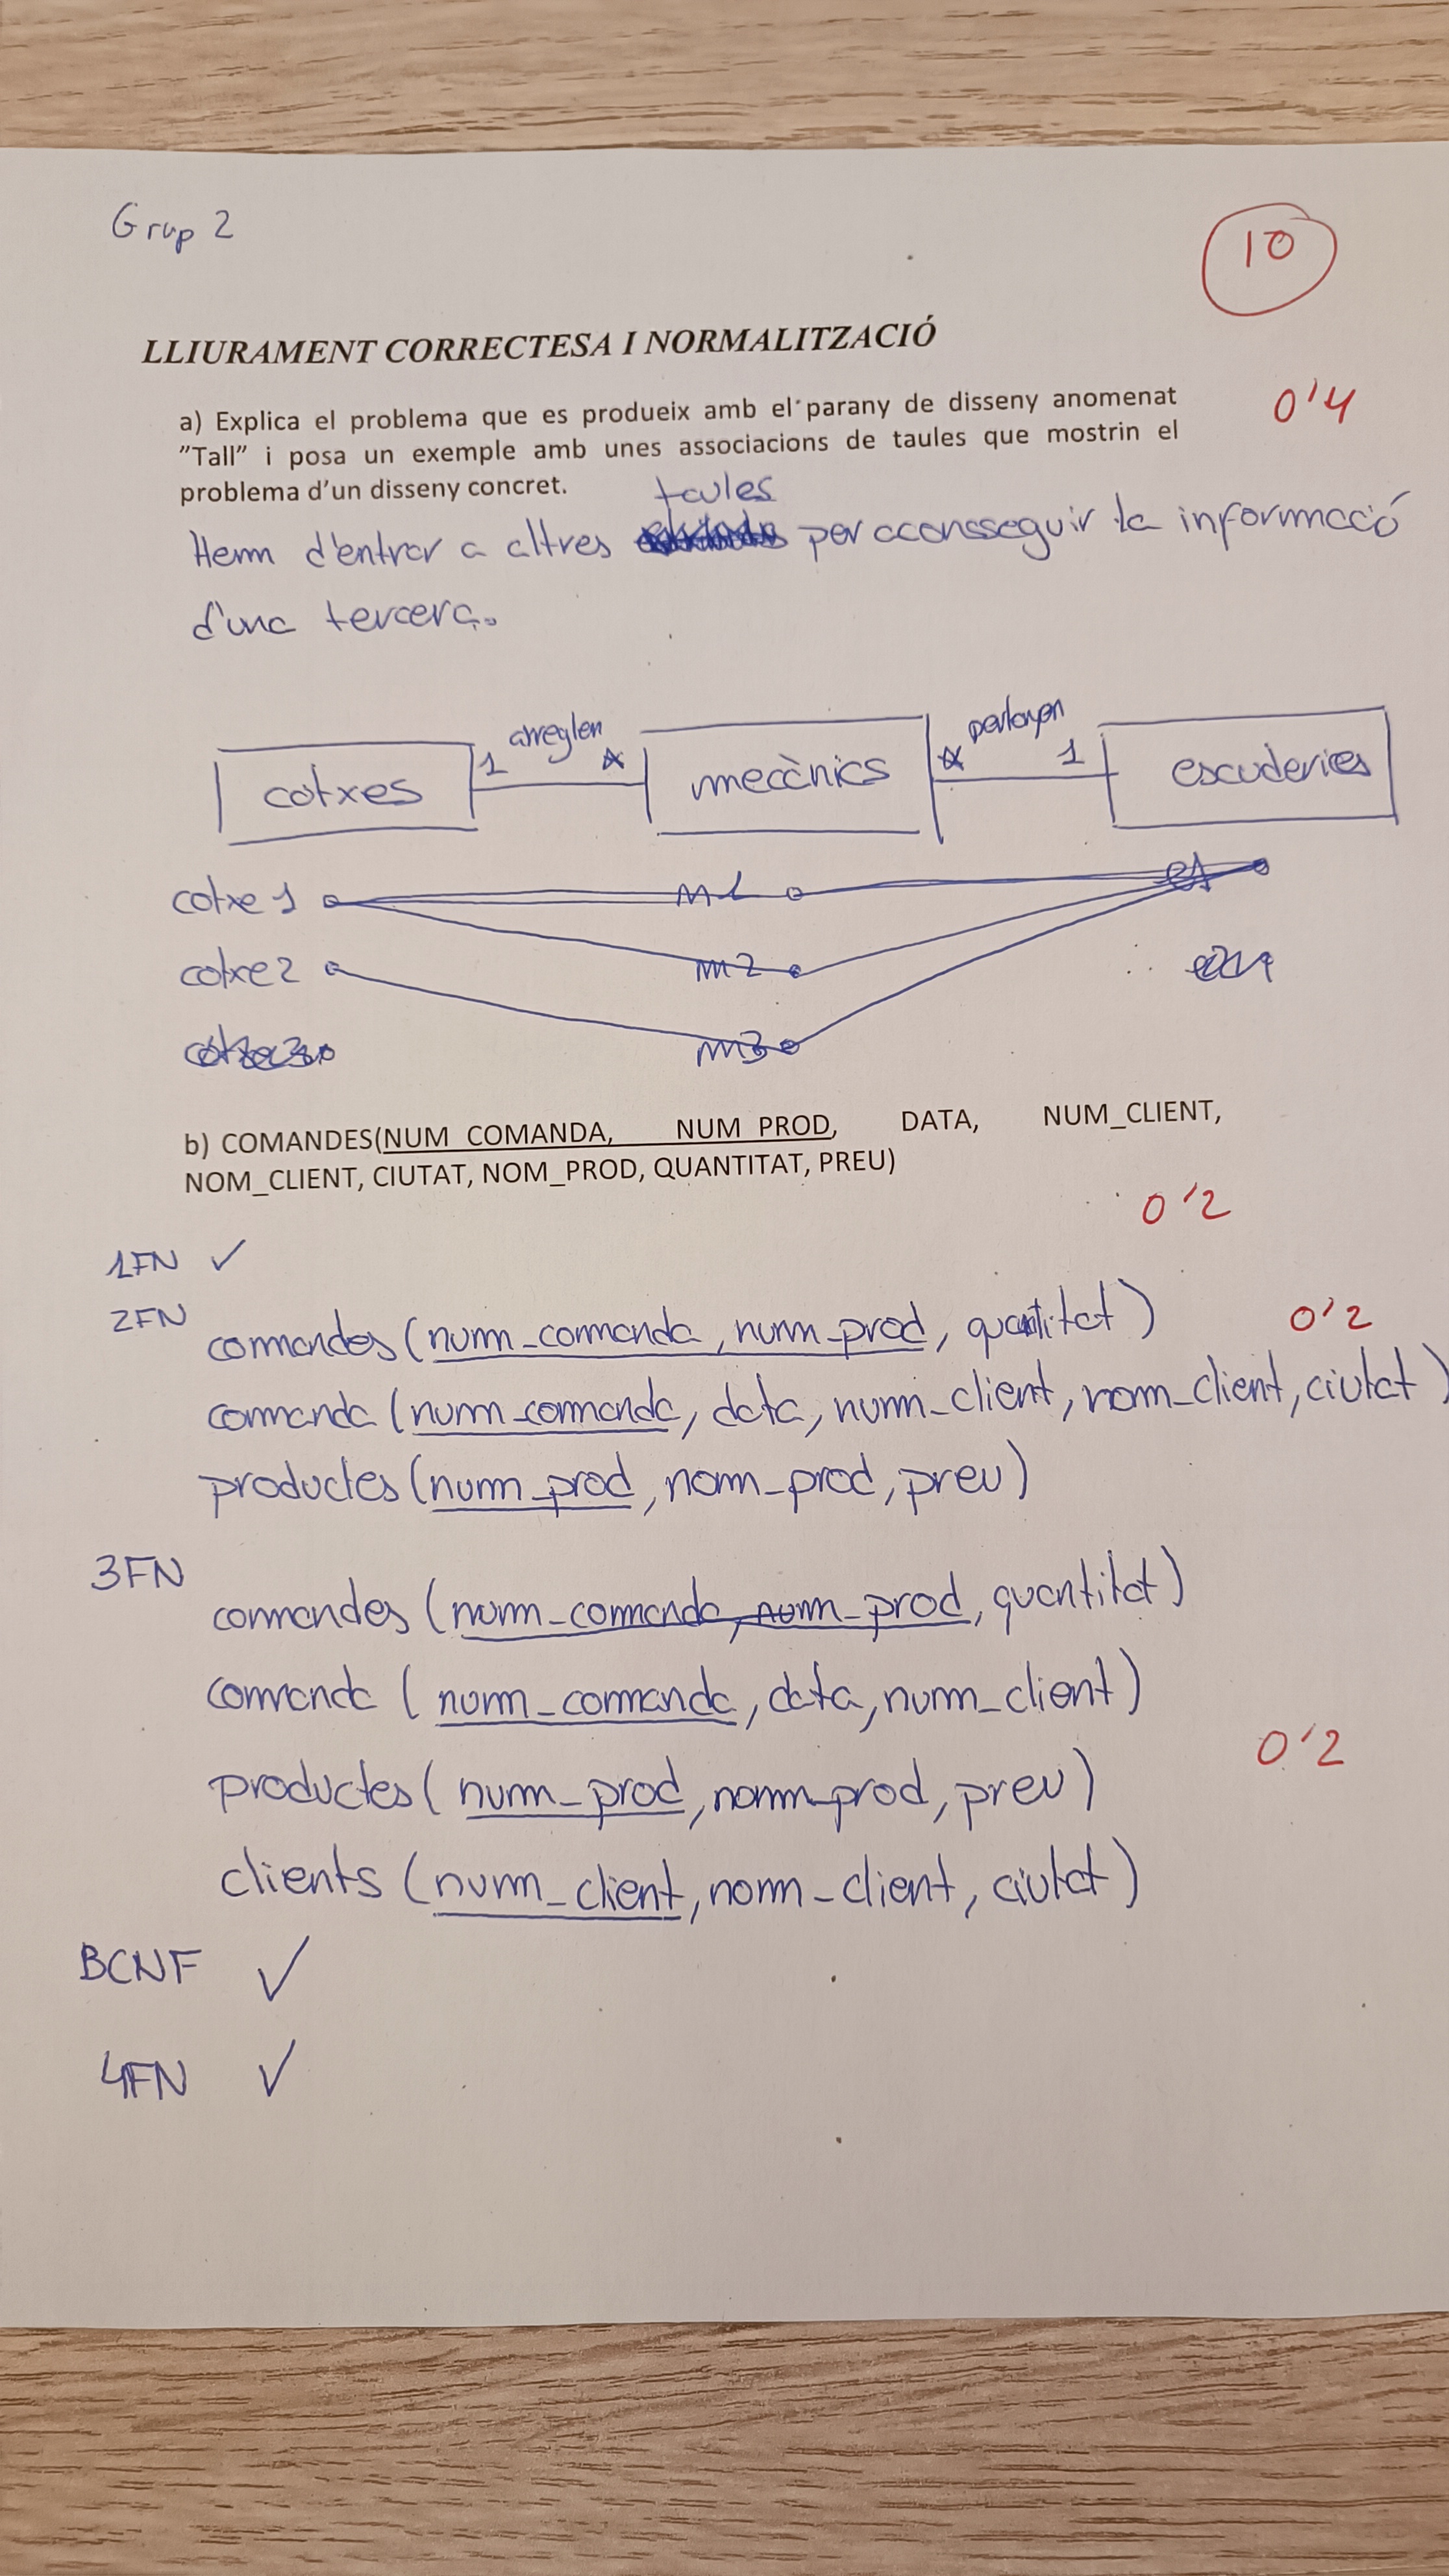 Grup 2
10
LLIURAMENT CORRECTESA I NORMALITZACIÓ
a) Explica el problema que es produeix amb el parany de disseny anomenat
0'4
"Tall" i posa un exemple amb unes associacions de taules que mostrin el
problema d'un disseny concret.
taules
Hem d'entrar a altres per aconsseguir la informació
d'una tercera.
arreglen
pertanyen
1 * * 1
cotxes mecànics escuderies
cotxe 1 m1 e1
cotxe 2 m2
m3
b) COMANDES(NUM_COMANDA, NUM_PROD, DATA, NUM_CLIENT,
NOM_CLIENT, CIUTAT, NOM_PROD, QUANTITAT, PREU)
0'2
1FN ✓
2FN
comandes (num_comanda, num_prod, quantitat)
0'2
comanda (num_comanda, data, num_client, nom_client, ciutat)
productes (num_prod, nom_prod, preu)
3FN
comandes (num_comanda, num_prod, quantitat)
comanda (num_comanda, data, num_client)
0'2
productes (num_prod, nom_prod, preu)
clients (num_client, nom_client, ciutat)
BCNF ✓
4FN ✓